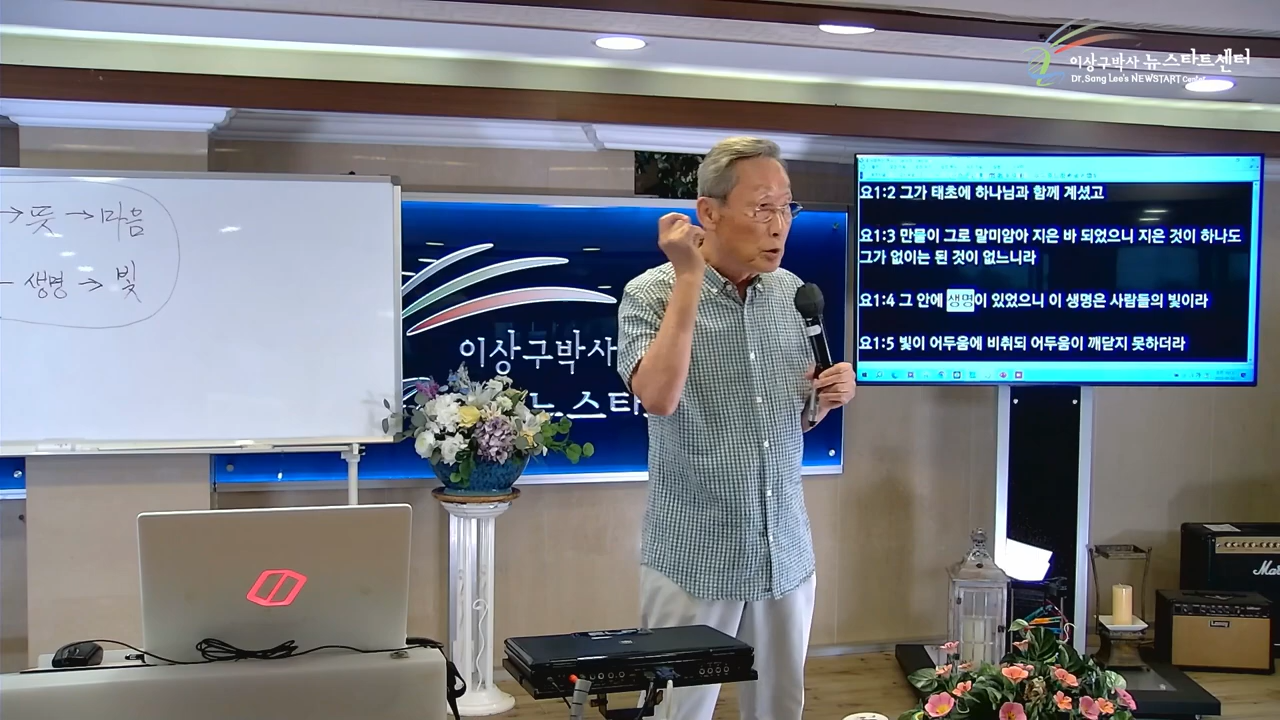 이상구박사 뉴스타트센터
Dr. Sang Lee's NEWSTART Center
→ 뜻 → 마음
생명 → 빛
이상구박사
뉴스타
요1:2 그가 태초에 하나님과 함께 계셨고
요1:3 만물이 그로 말미암아 지은 바 되었으니 지은 것이 하나도
그가 없이는 된 것이 없느니라
요1:4 그 안에 생명이 있었으니 이 생명은 사람들의 빛이라
요1:5 빛이 어두움에 비취되 어두움이 깨닫지 못하더라
Laney